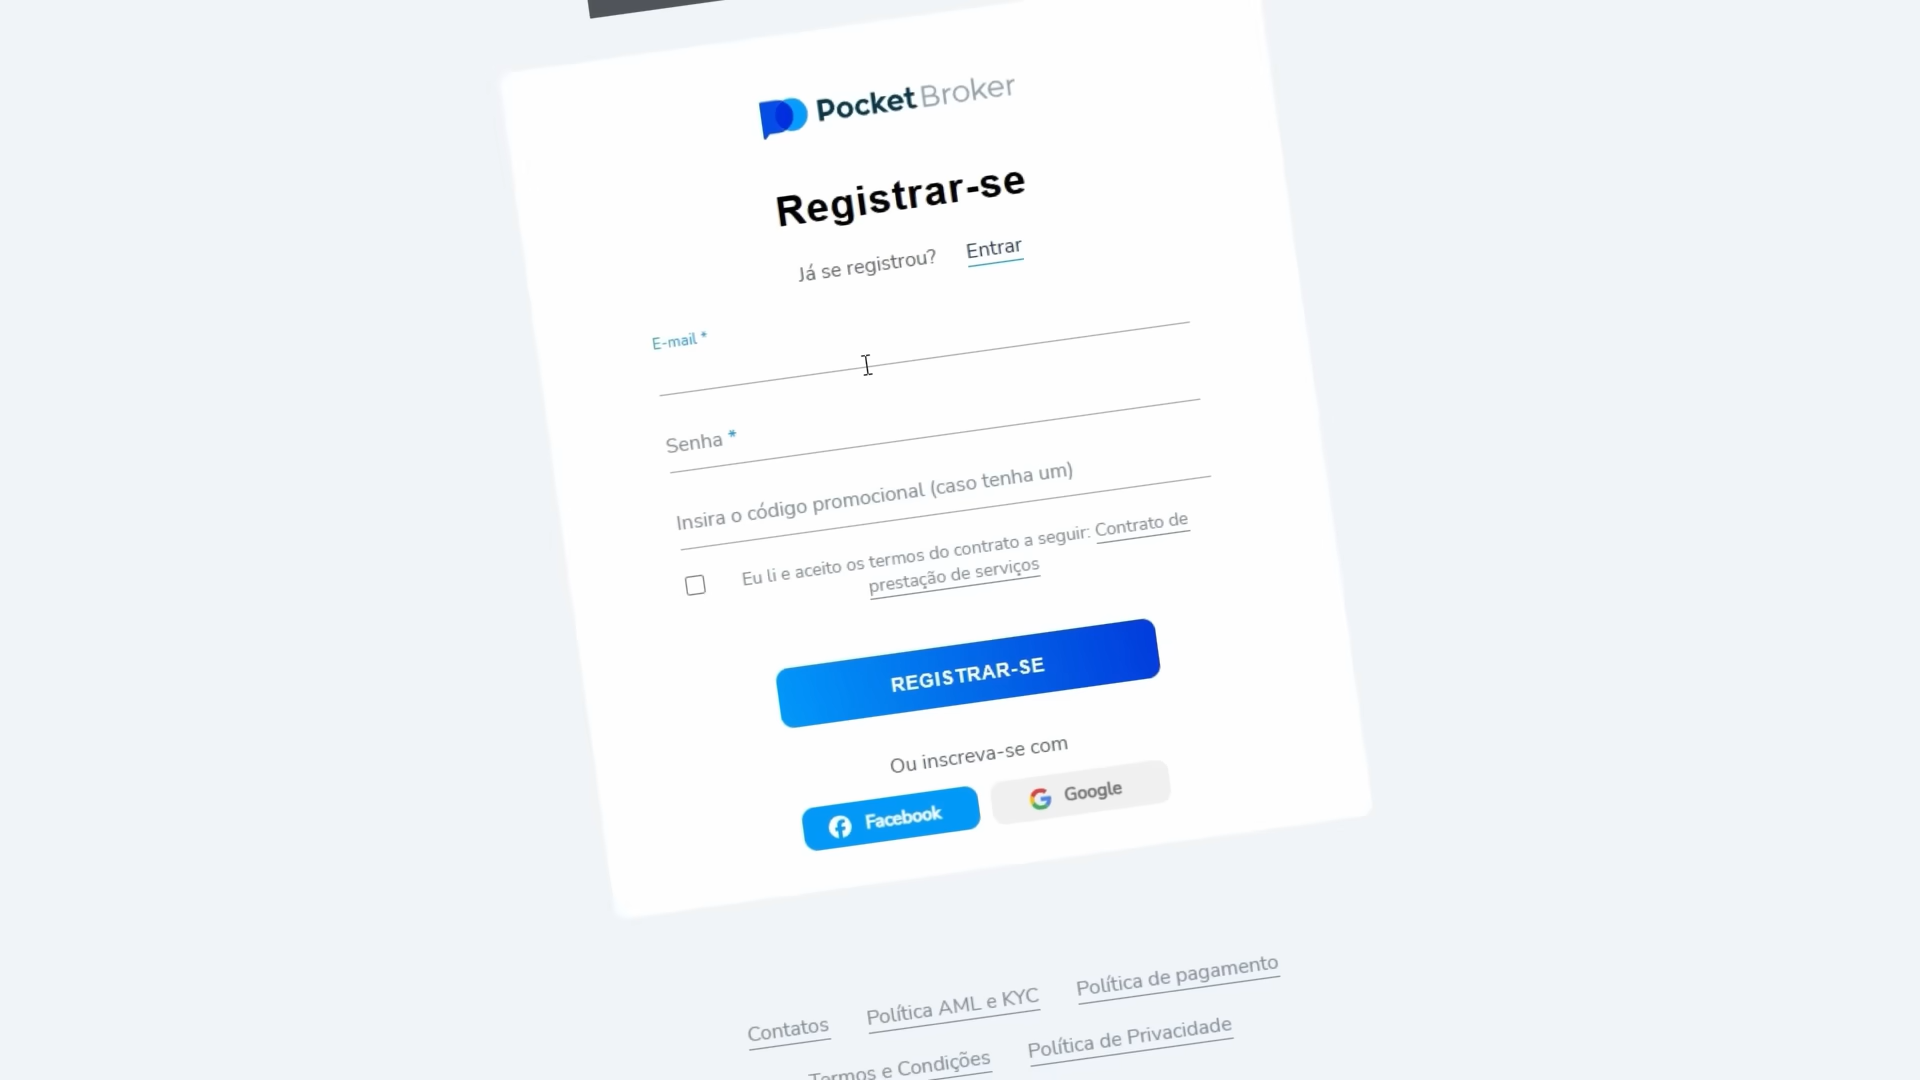 PocketBroker
Registrar-se
Já se registrou? Entrar
E-mail *
Senha *
Insira o código promocional (caso tenha um)
Eu li e aceito os termos do contrato a seguir: Contrato de
prestação de serviços
REGISTRAR-SE
Ou inscreva-se com
Facebook Google
Contatos Política AML e KYC Política de pagamento
Termos e Condições Política de Privacidade